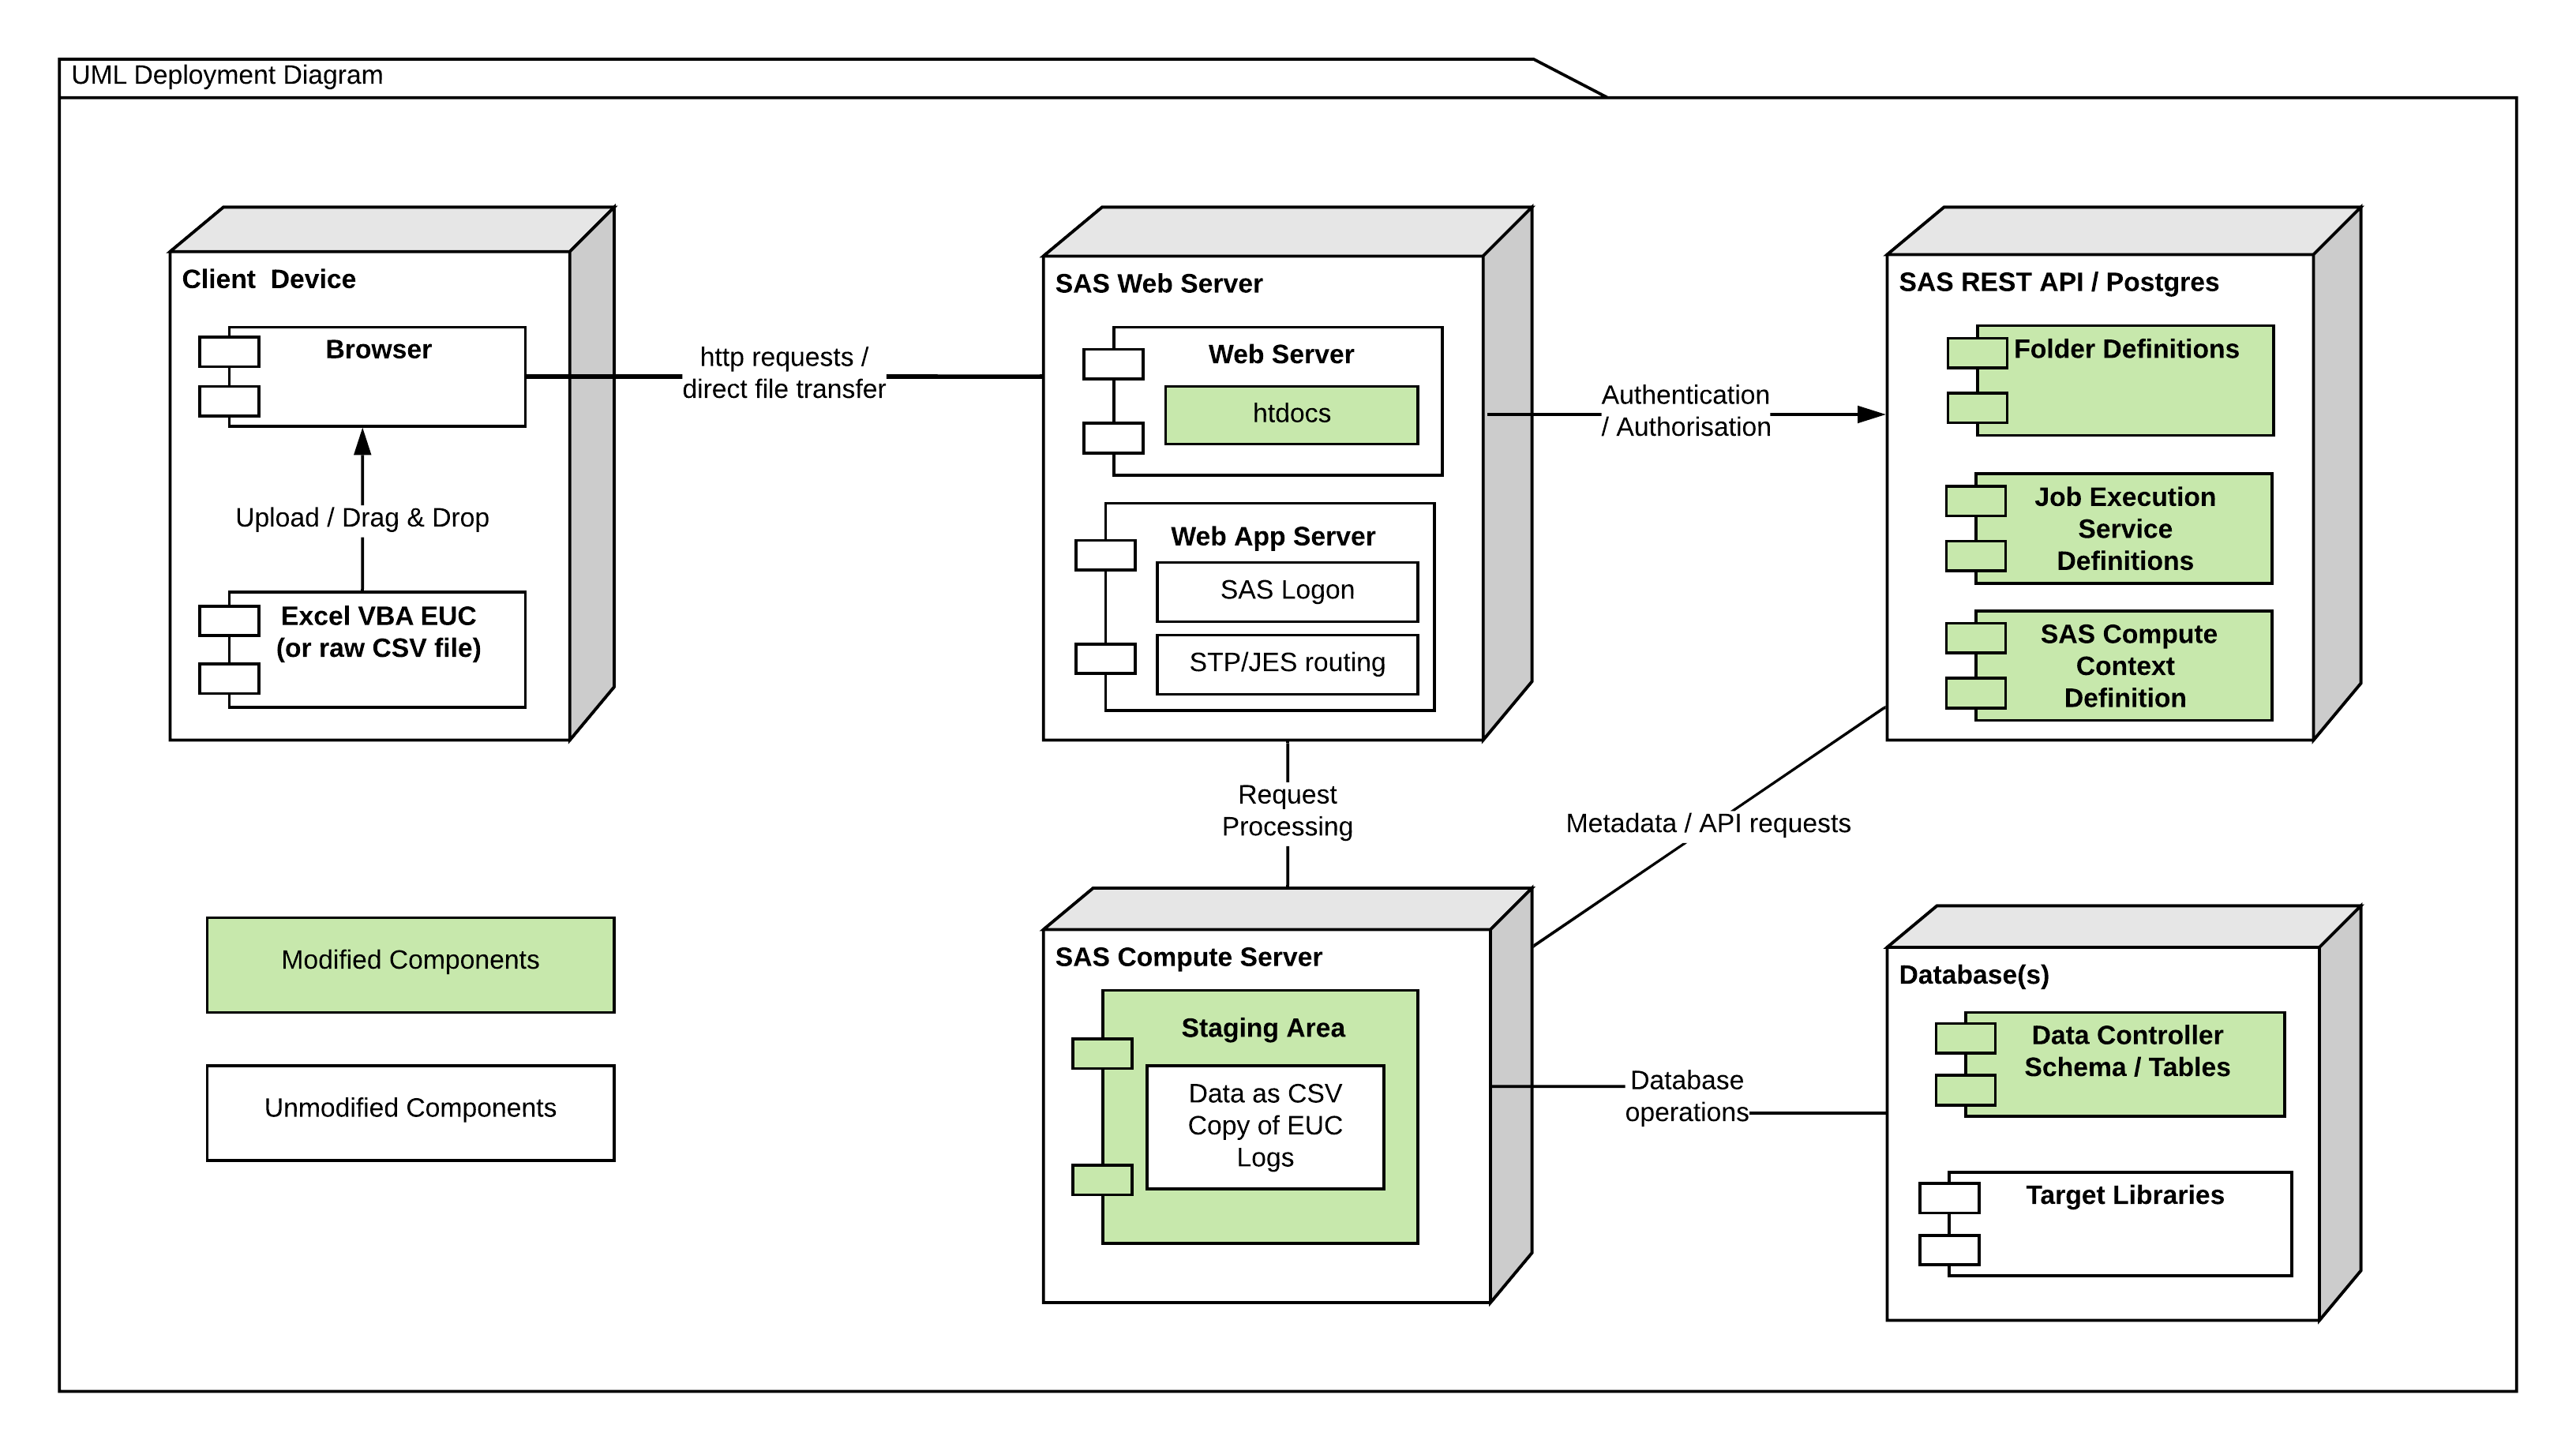 UML Deployment Diagram
Client  Device
Browser
Upload / Drag & Drop
Excel VBA EUC
(or raw CSV file)
http requests /
direct file transfer
SAS Web Server
Web Server
htdocs
Web App Server
SAS Logon
STP/JES routing
Authentication
/ Authorisation
SAS REST API / Postgres
Folder Definitions
Job Execution
Service
Definitions
SAS Compute
Context
Definition
Request
Processing
Metadata / API requests
Modified Components
Unmodified Components
SAS Compute Server
Staging Area
Data as CSV
Copy of EUC
Logs
Database
operations
Database(s)
Data Controller
Schema / Tables
Target Libraries